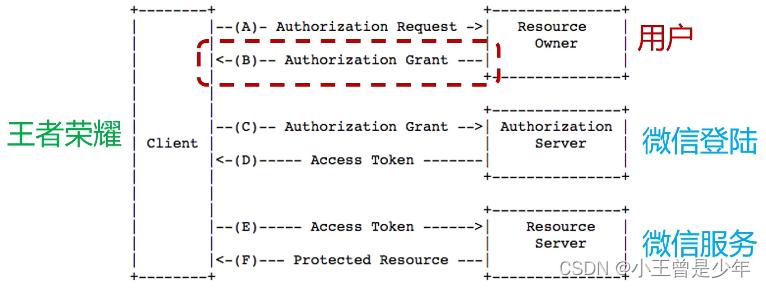 --(A)- Authorization Request ->
Resource
Owner
用户
<-(B)-- Authorization Grant ---
王者荣耀
Client
--(C)-- Authorization Grant -->
Authorization
Server
微信登陆
<-(D)----- Access Token -------
--(E)----- Access Token ------>
Resource
Server
微信服务
<-(F)--- Protected Resource ---
CSDN @小王曾是少年